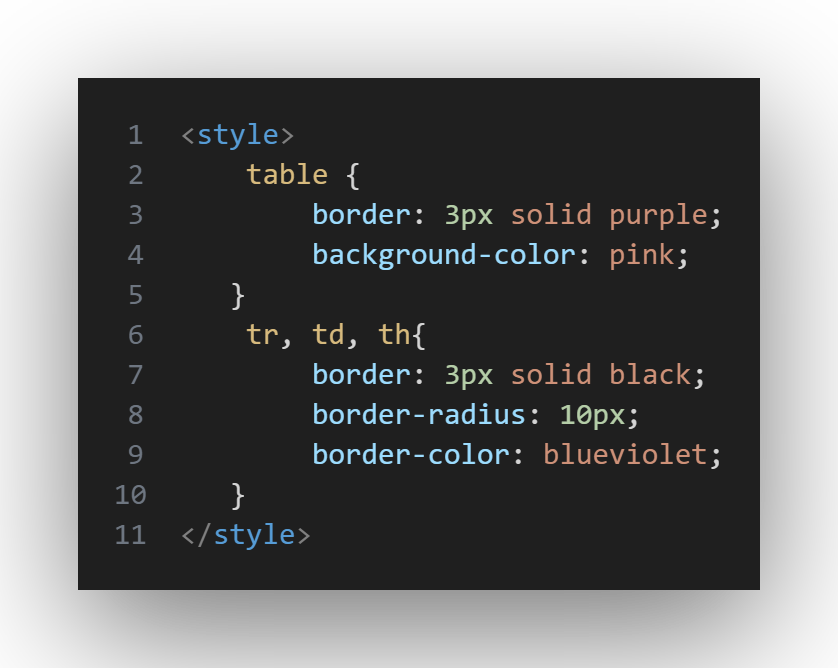 1 <style>
2     table {
3         border: 3px solid purple;
4         background-color: pink;
5    }
6     tr, td, th{
7         border: 3px solid black;
8         border-radius: 10px;
9         border-color: blueviolet;
10    }
11 </style>